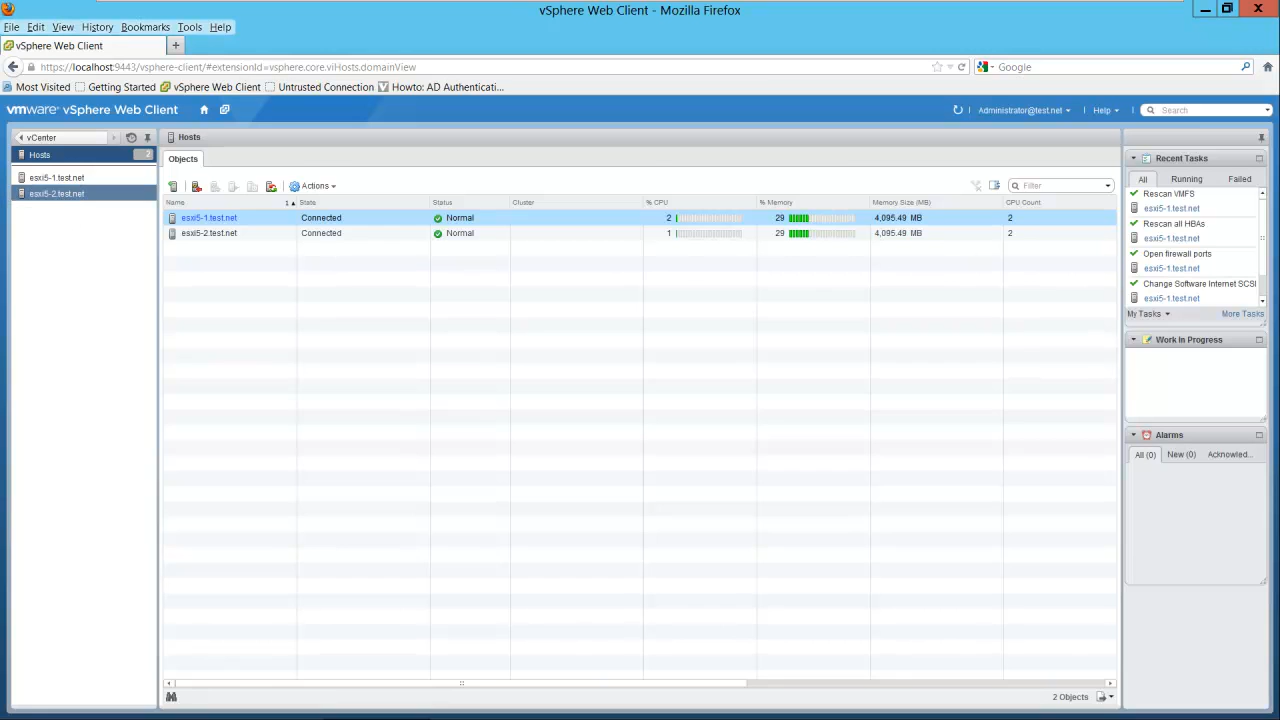 vSphere Web Client - Mozilla Firefox
File Edit View History Bookmarks Tools Help
vSphere Web Client
https://localhost:9443/vsphere-client/#extensionId=vsphere.core.viHosts.domainView
Google
Most Visited Getting Started vSphere Web Client Untrusted Connection Howto: AD Authenticati...
vmware vSphere Web Client
Administrator@test.net Help Search
vCenter
Hosts 2
esxi5-1.test.net
esxi5-2.test.net
Hosts
Objects
Actions
Filter
Name 1 State Status Cluster % CPU % Memory Memory Size (MB) CPU Count
esxi5-1.test.net Connected Normal 2 29 4,095.49 MB 2
esxi5-2.test.net Connected Normal 1 29 4,095.49 MB 2
2 Objects
Recent Tasks
All Running Failed
Rescan VMFS
esxi5-1.test.net
Rescan all HBAs
esxi5-1.test.net
Open firewall ports
esxi5-1.test.net
Change Software Internet SCSI
esxi5-1.test.net
My Tasks More Tasks
Work In Progress
Alarms
All (0) New (0) Acknowled...